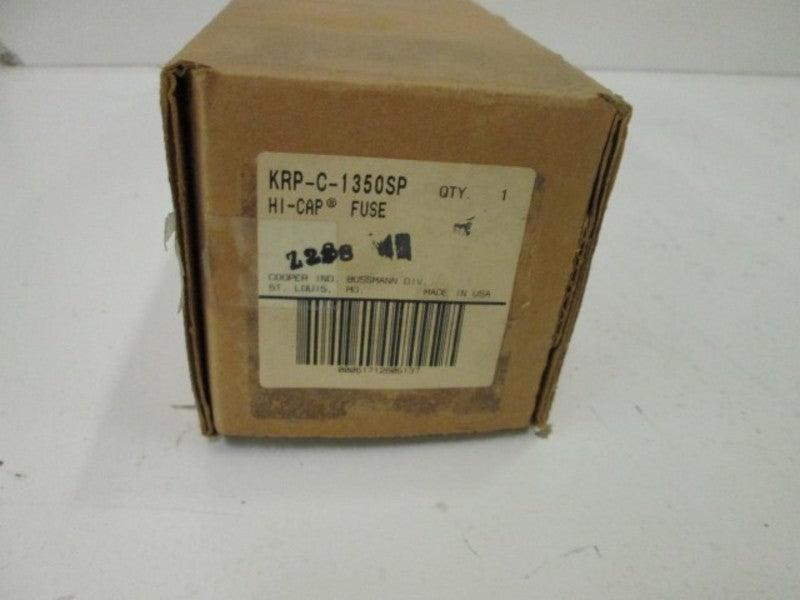 KRP-C-1350SP QTY. 1
HI-CAP® FUSE
COOPER IND. BUSSMANN DIV.
ST. LOUIS, MO. MADE IN USA